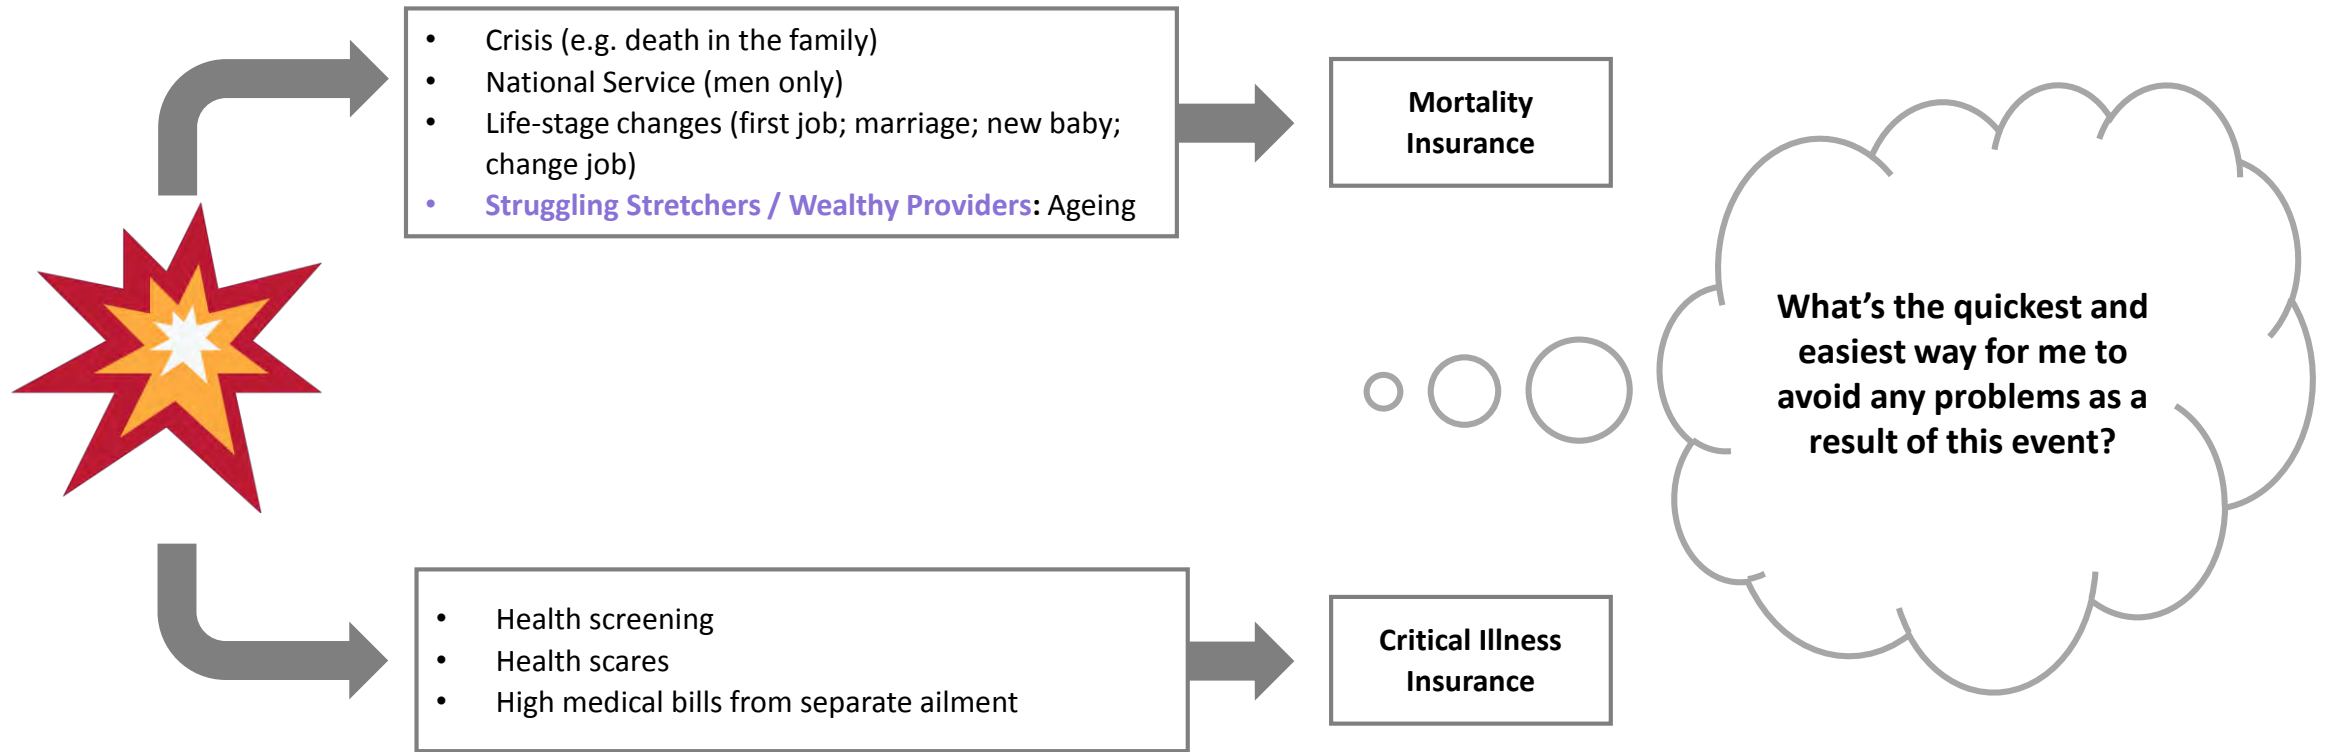 • Crisis (e.g. death in the family)
• National Service (men only)
• Life-stage changes (first job; marriage; new baby;
change job)
• Struggling Stretchers / Wealthy Providers: Ageing
Mortality
Insurance
What’s the quickest and
easiest way for me to
avoid any problems as a
result of this event?
• Health screening
• Health scares
• High medical bills from separate ailment
Critical Illness
Insurance